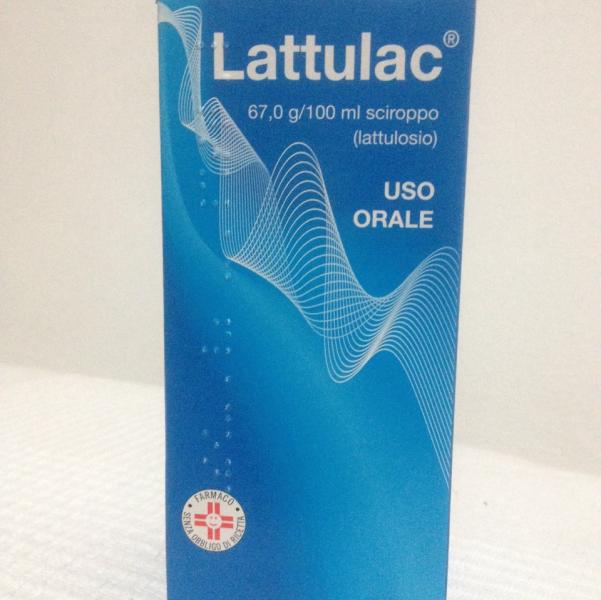 Lattulac®
67,0 g/100 ml sciroppo
(lattulosio)
USO
ORALE
FARMACO
SENZA OBBLIGO DI RICETTA